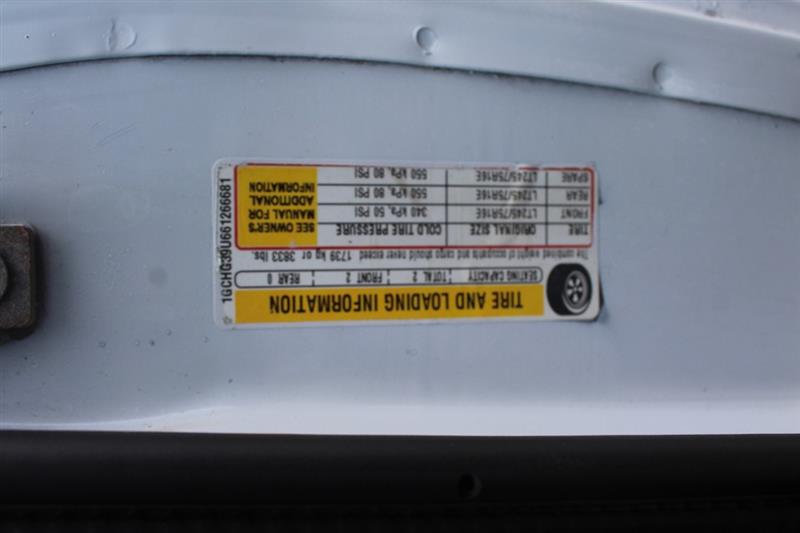 TIRE AND LOADING INFORMATION
SEATING CAPACITY TOTAL 2 FRONT 2 REAR 0
The combined weight of occupants and cargo should never exceed 1739 kg or 3833 lbs.
TIRE ORIGINAL SIZE COLD TIRE PRESSURE
FRONT LT245/75R16E 340 kPa, 50 PSI
REAR LT245/75R16E 550 kPa, 80 PSI
SPARE LT245/75R16E 550 kPa, 80 PSI
SEE OWNER'S
MANUAL FOR
ADDITIONAL
INFORMATION
1GCHG39U661266681